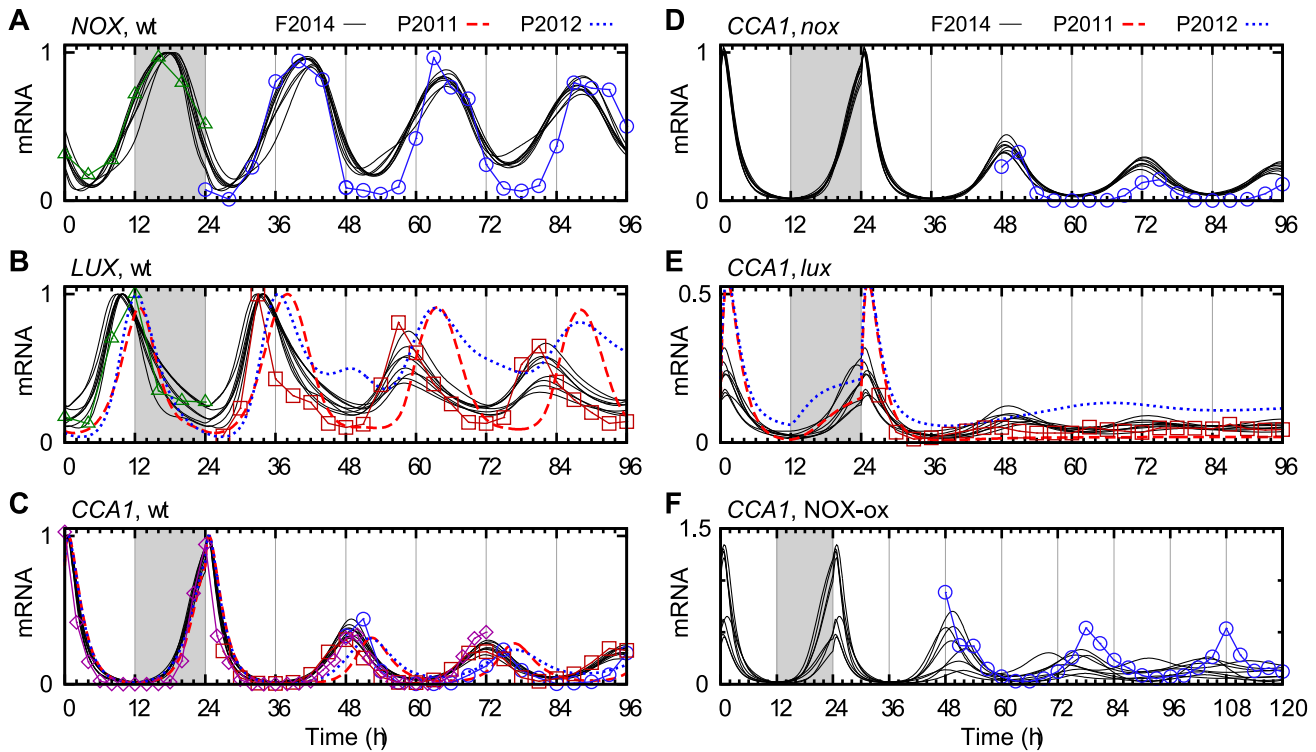 A NOX, wt F2014 P2011 P2012
1
mRNA
0
0 12 24 36 48 60 72 84 96
B LUX, wt
1
mRNA
0
0 12 24 36 48 60 72 84 96
C CCA1, wt
1
mRNA
0
0 12 24 36 48 60 72 84 96
Time (h)
D CCA1, nox F2014 P2011 P2012
1
mRNA
0
0 12 24 36 48 60 72 84 96
E CCA1, lux
0.5
mRNA
0
0 12 24 36 48 60 72 84 96
F CCA1, NOX-ox
1.5
mRNA
0
0 12 24 36 48 60 72 84 96 108 120
Time (h)